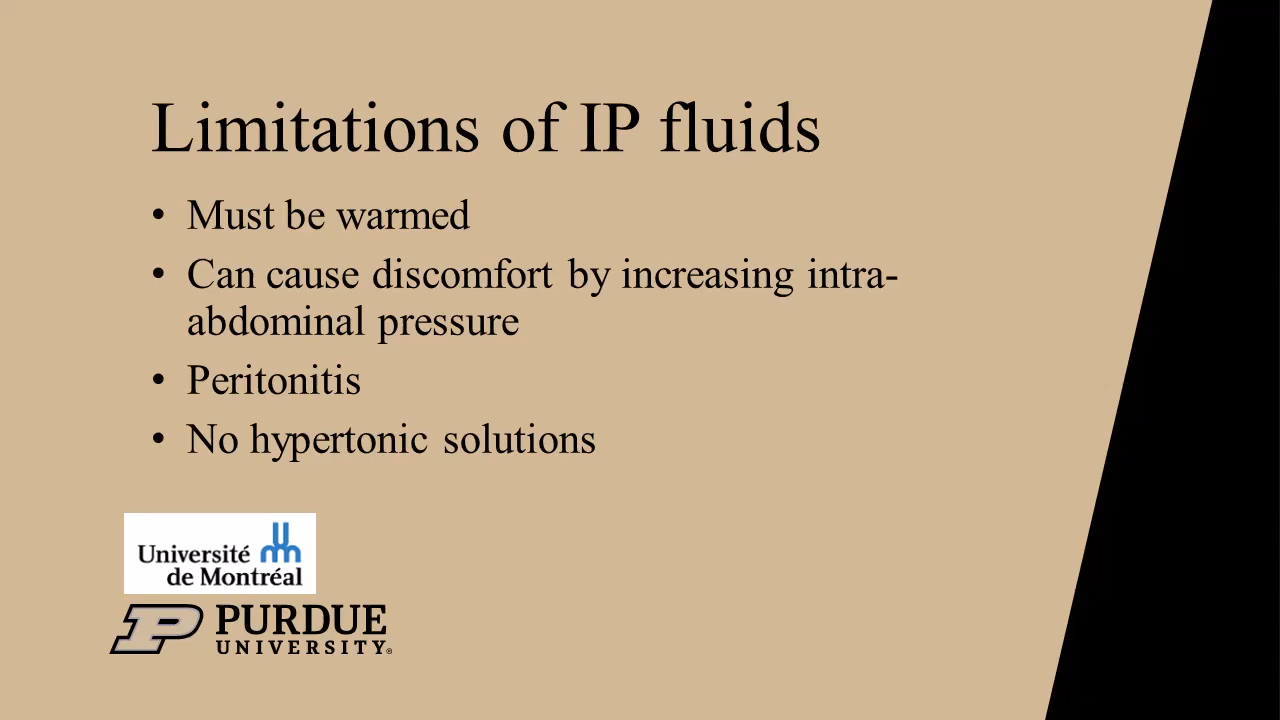 Limitations of IP fluids
• Must be warmed
• Can cause discomfort by increasing intra-
abdominal pressure
• Peritonitis
• No hypertonic solutions
Université
de Montréal
PURDUE
UNIVERSITY®